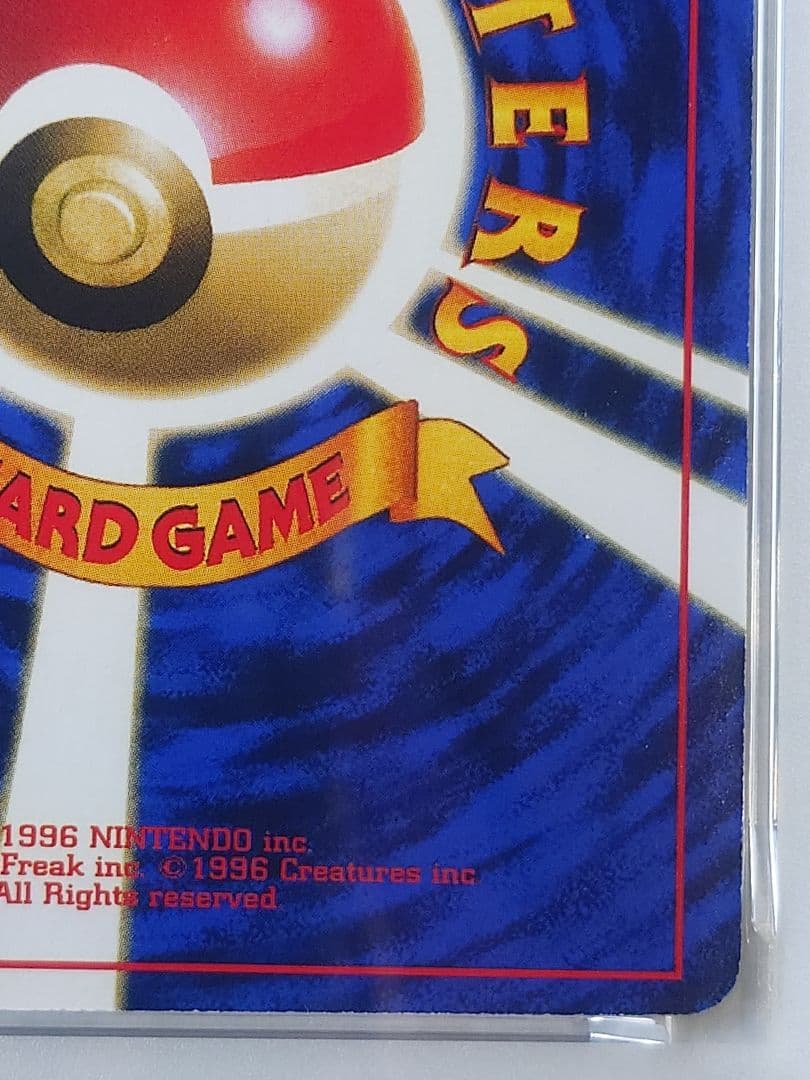 TERS
ARD GAME
1996 NINTENDO inc.
Freak inc. ©1996 Creatures inc.
All Rights reserved